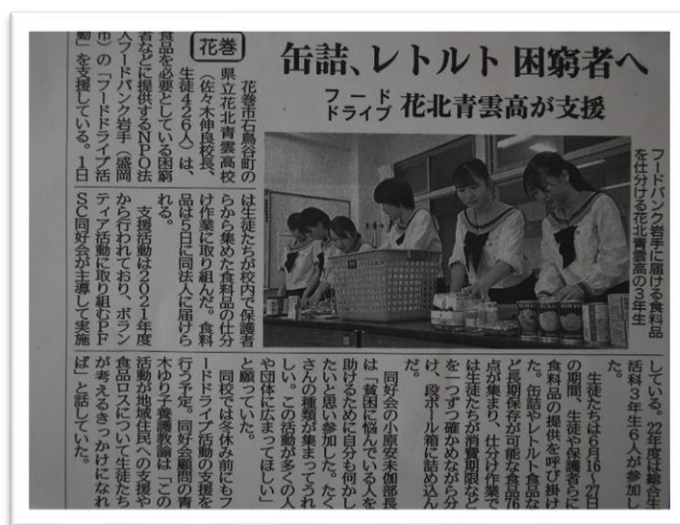 缶詰、レトルト 困窮者へ
フードドライブ 花北青雲高が支援
花巻
フードバンク岩手に届ける食料品
を仕分ける花北青雲高の3年生
花巻市石鳥谷町の
県立花北青雲高校
(佐々木伸良校長、
生徒426人)は、
食品を必要としている困窮
者などに提供するNPO法
人フードバンク岩手(盛岡
市)の「フードドライブ活
動」を支援している。1日
は生徒たちが校内で保護者
らから集めた食料品の仕分
け作業に取り組んだ。食料
品は5日に同法人に届けら
れる。
支援活動は2021年度
から行われており、ボラン
ティア活動に取り組むPF
SC同好会が主導して実施
している。22年度は総合生
活科3年生6人が参加し
た。
生徒たちは6月16~27日
の期間、生徒や保護者らに
食料品の提供を呼び掛け
た。缶詰やレトルト食品な
ど長期保存が可能な食品76
点が集まり、仕分け作業で
は生徒たちが消費期限など
を一つずつ確かめながら分
け、段ボール箱に詰め込ん
だ。
同好会の小原安未伽部長
は「貧困に悩んでいる人を
助けるために自分も何かし
たいと思い参加した。たく
さんの種類が集まってうれ
しい。この活動が多くの人
や団体に広まってほしい」
と願っていた。
同校では冬休み前にもフ
ードドライブ活動の支援を
行う予定。同好会顧問の青
木ゆり子養護教諭は「この
活動が地域住民への支援や
食品ロスについて生徒たち
が考えるきっかけになれ
ば」と話していた。